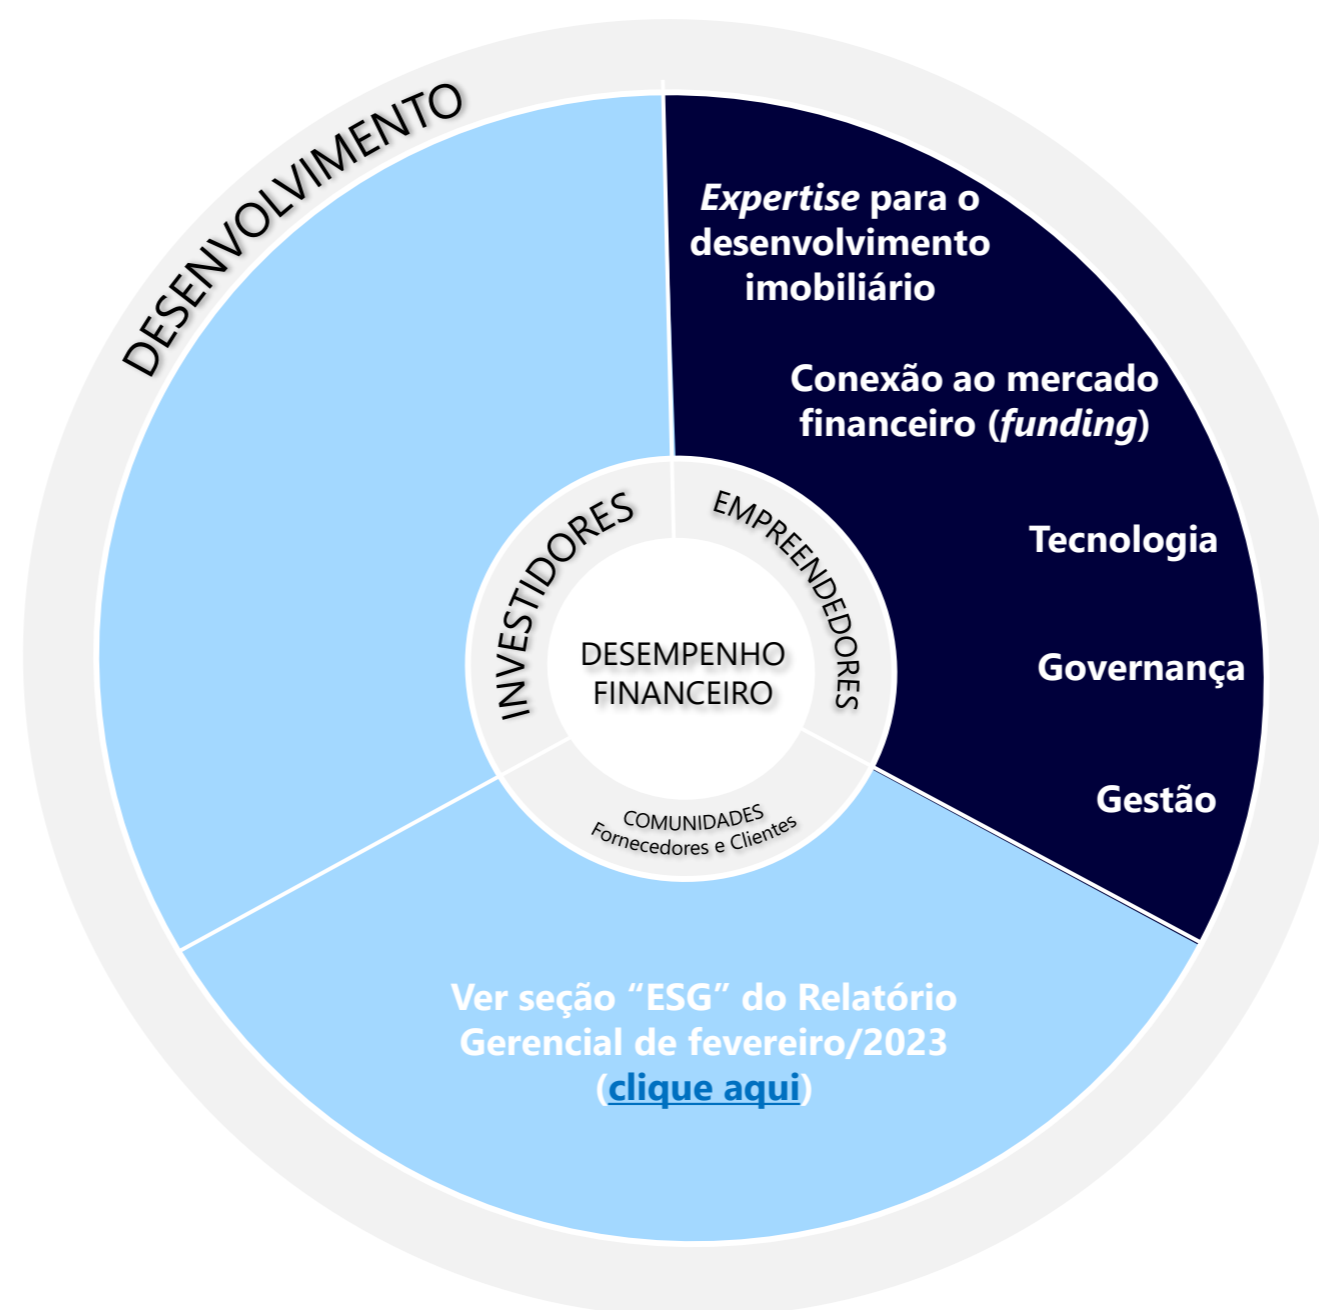 DESENVOLVIMENTO
Expertise para o
desenvolvimento
imobiliário
Conexão ao mercado
financeiro (funding)
Tecnologia
Governança
Gestão
INVESTIDORES
EMPREENDEDORES
DESEMPENHO
FINANCEIRO
COMUNIDADES
Fornecedores e Clientes
Ver seção “ESG” do Relatório
Gerencial de fevereiro/2023
(clique aqui)